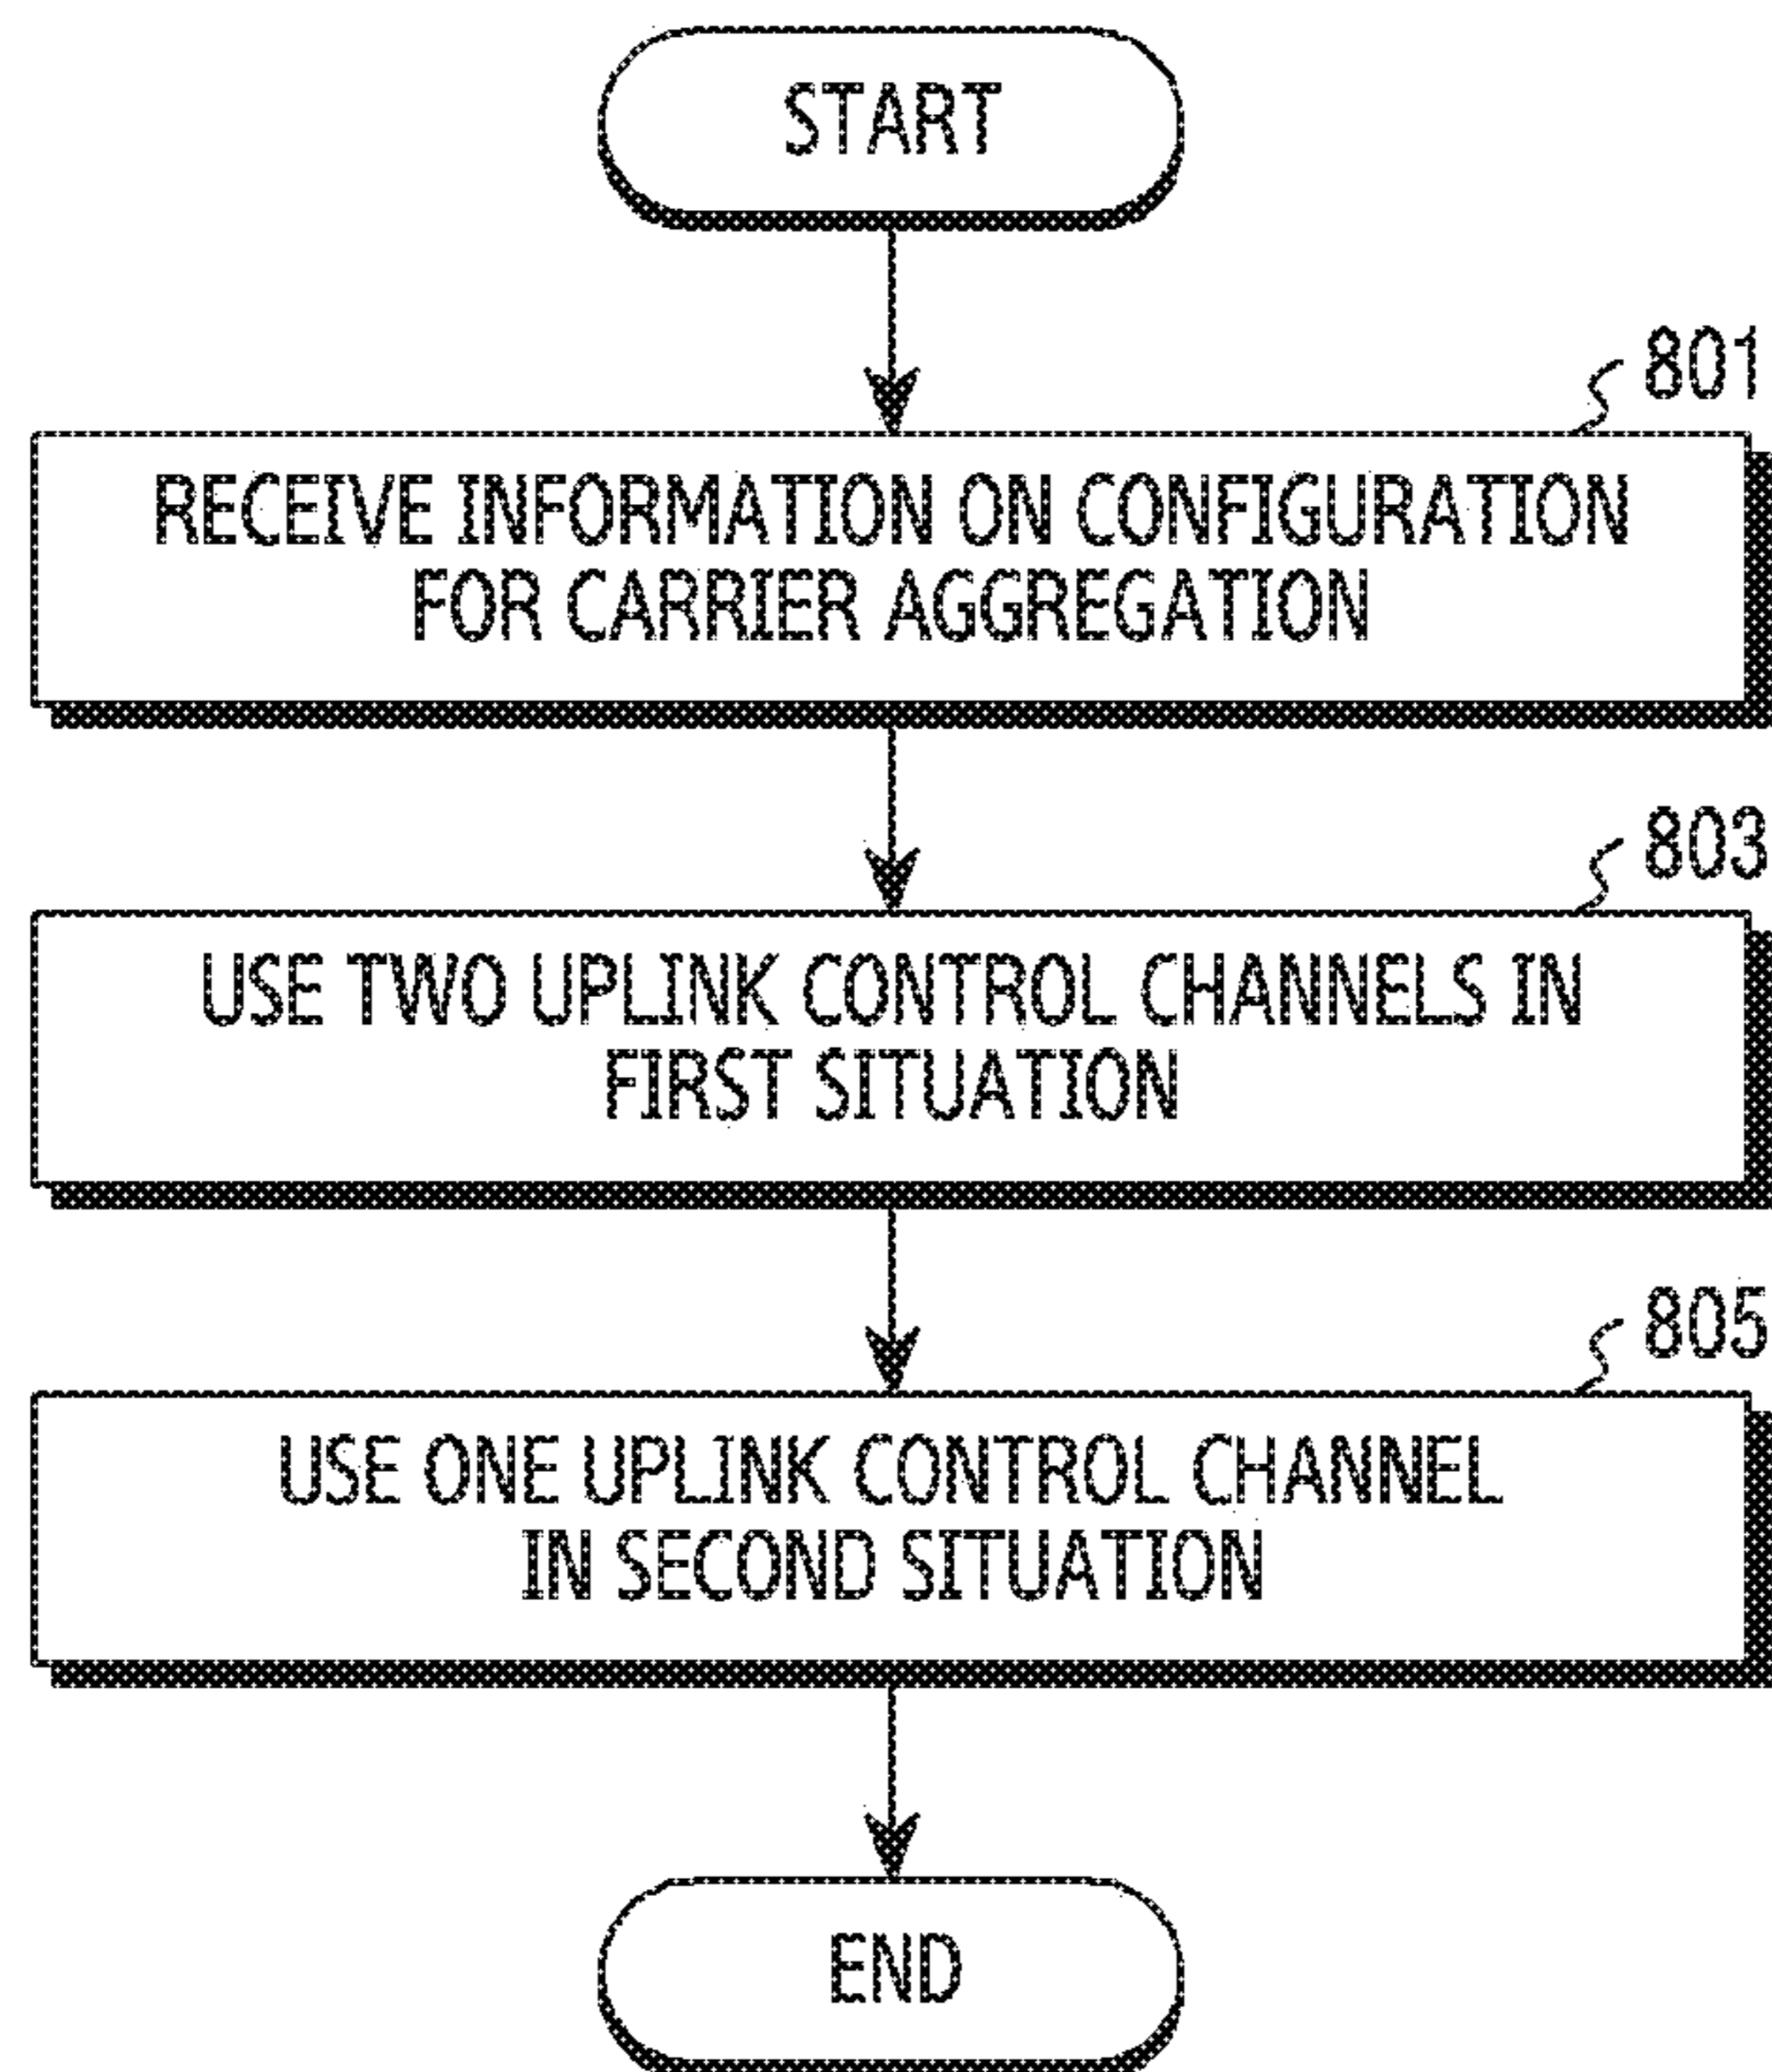 START
801
RECEIVE INFORMATION ON CONFIGURATION
FOR CARRIER AGGREGATION
803
USE TWO UPLINK CONTROL CHANNELS IN
FIRST SITUATION
805
USE ONE UPLINK CONTROL CHANNEL
IN SECOND SITUATION
END